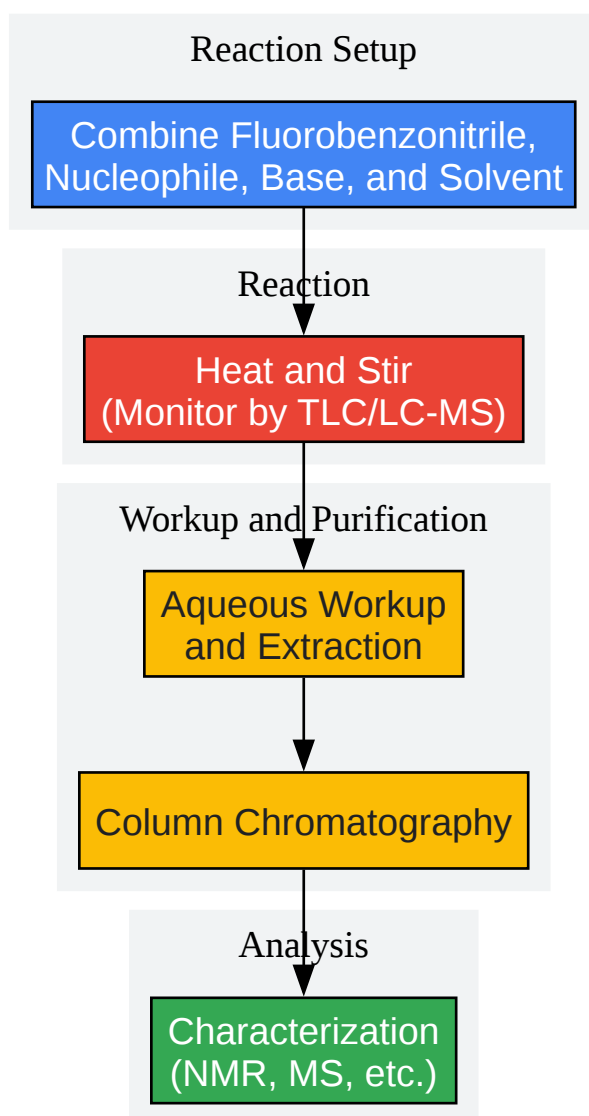 Reaction Setup
Combine Fluorobenzonitrile,
Nucleophile, Base, and Solvent
Reaction
Heat and Stir
(Monitor by TLC/LC-MS)
Workup and Purification
Aqueous Workup
and Extraction
Column Chromatography
Analysis
Characterization
(NMR, MS, etc.)